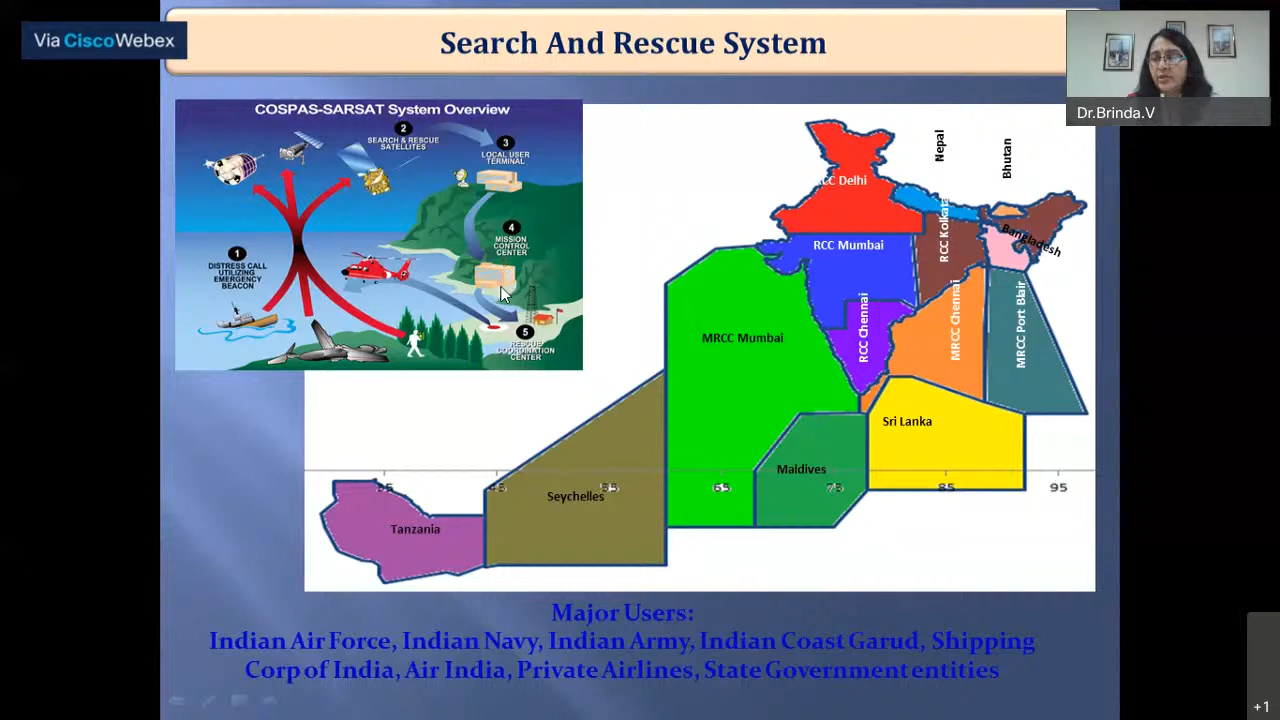 Via CiscoWebex
Search And Rescue System
Dr.Brinda.V
COSPAS-SARSAT System Overview
2
SEARCH & RESCUE
SATELLITES
3
LOCAL USER
TERMINAL
4
MISSION
CONTROL
CENTER
1
DISTRESS CALL
UTILIZING
EMERGENCY
BEACON
5
RESCUE
COORDINATION
CENTER
Nepal
Bhutan
CC Delhi
RCC Mumbai
RCC Kolkata
Bangladesh
MRCC Mumbai
RCC Chennai
MRCC Chennai
MRCC Port Blair
Sri Lanka
Maldives
Seychelles
Tanzania
65
75
85
95
Major Users:
Indian Air Force, Indian Navy, Indian Army, Indian Coast Garud, Shipping
Corp of India, Air India, Private Airlines, State Government entities
+1